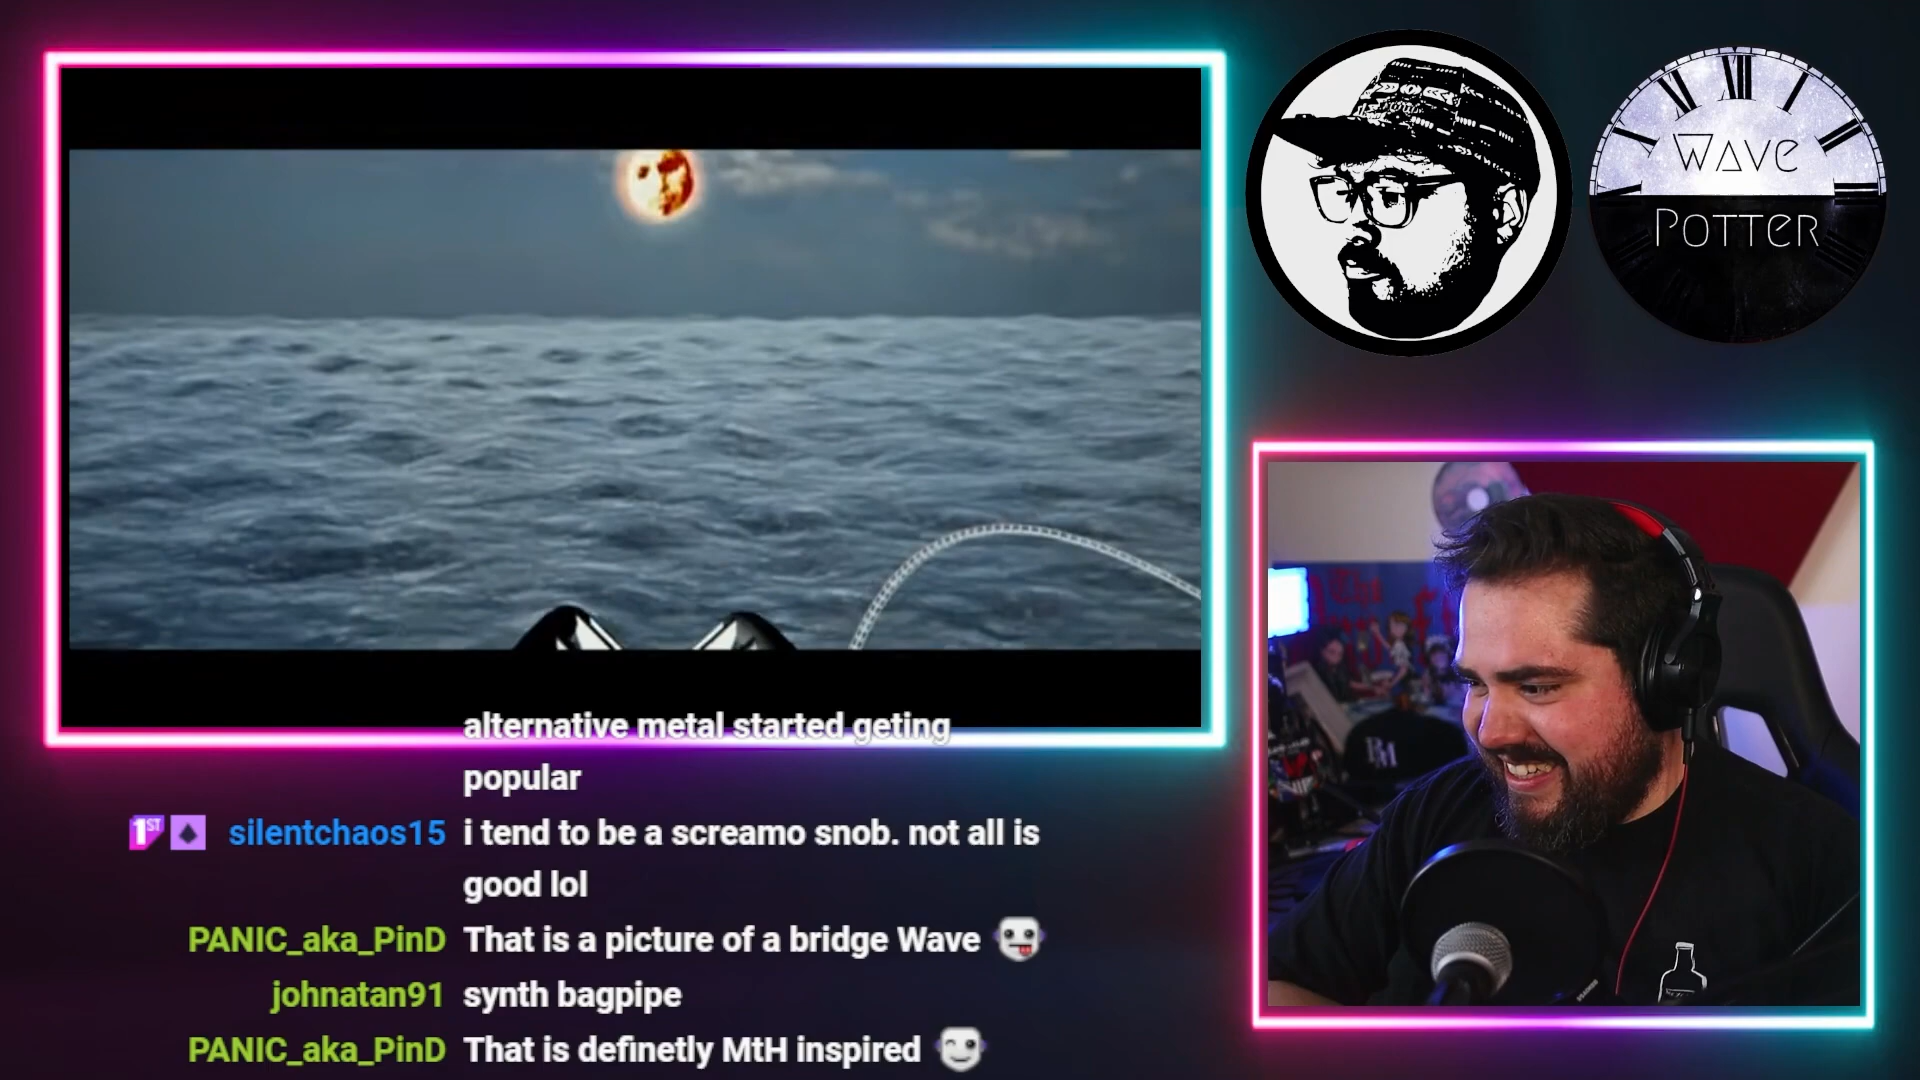 Wave
Potter
alternative metal started geting
popular
1ST silentchaos15 i tend to be a screamo snob. not all is
good lol
PANIC_aka_PinD That is a picture of a bridge Wave
johnatan91 synth bagpipe
PANIC_aka_PinD That is definetly MtH inspired